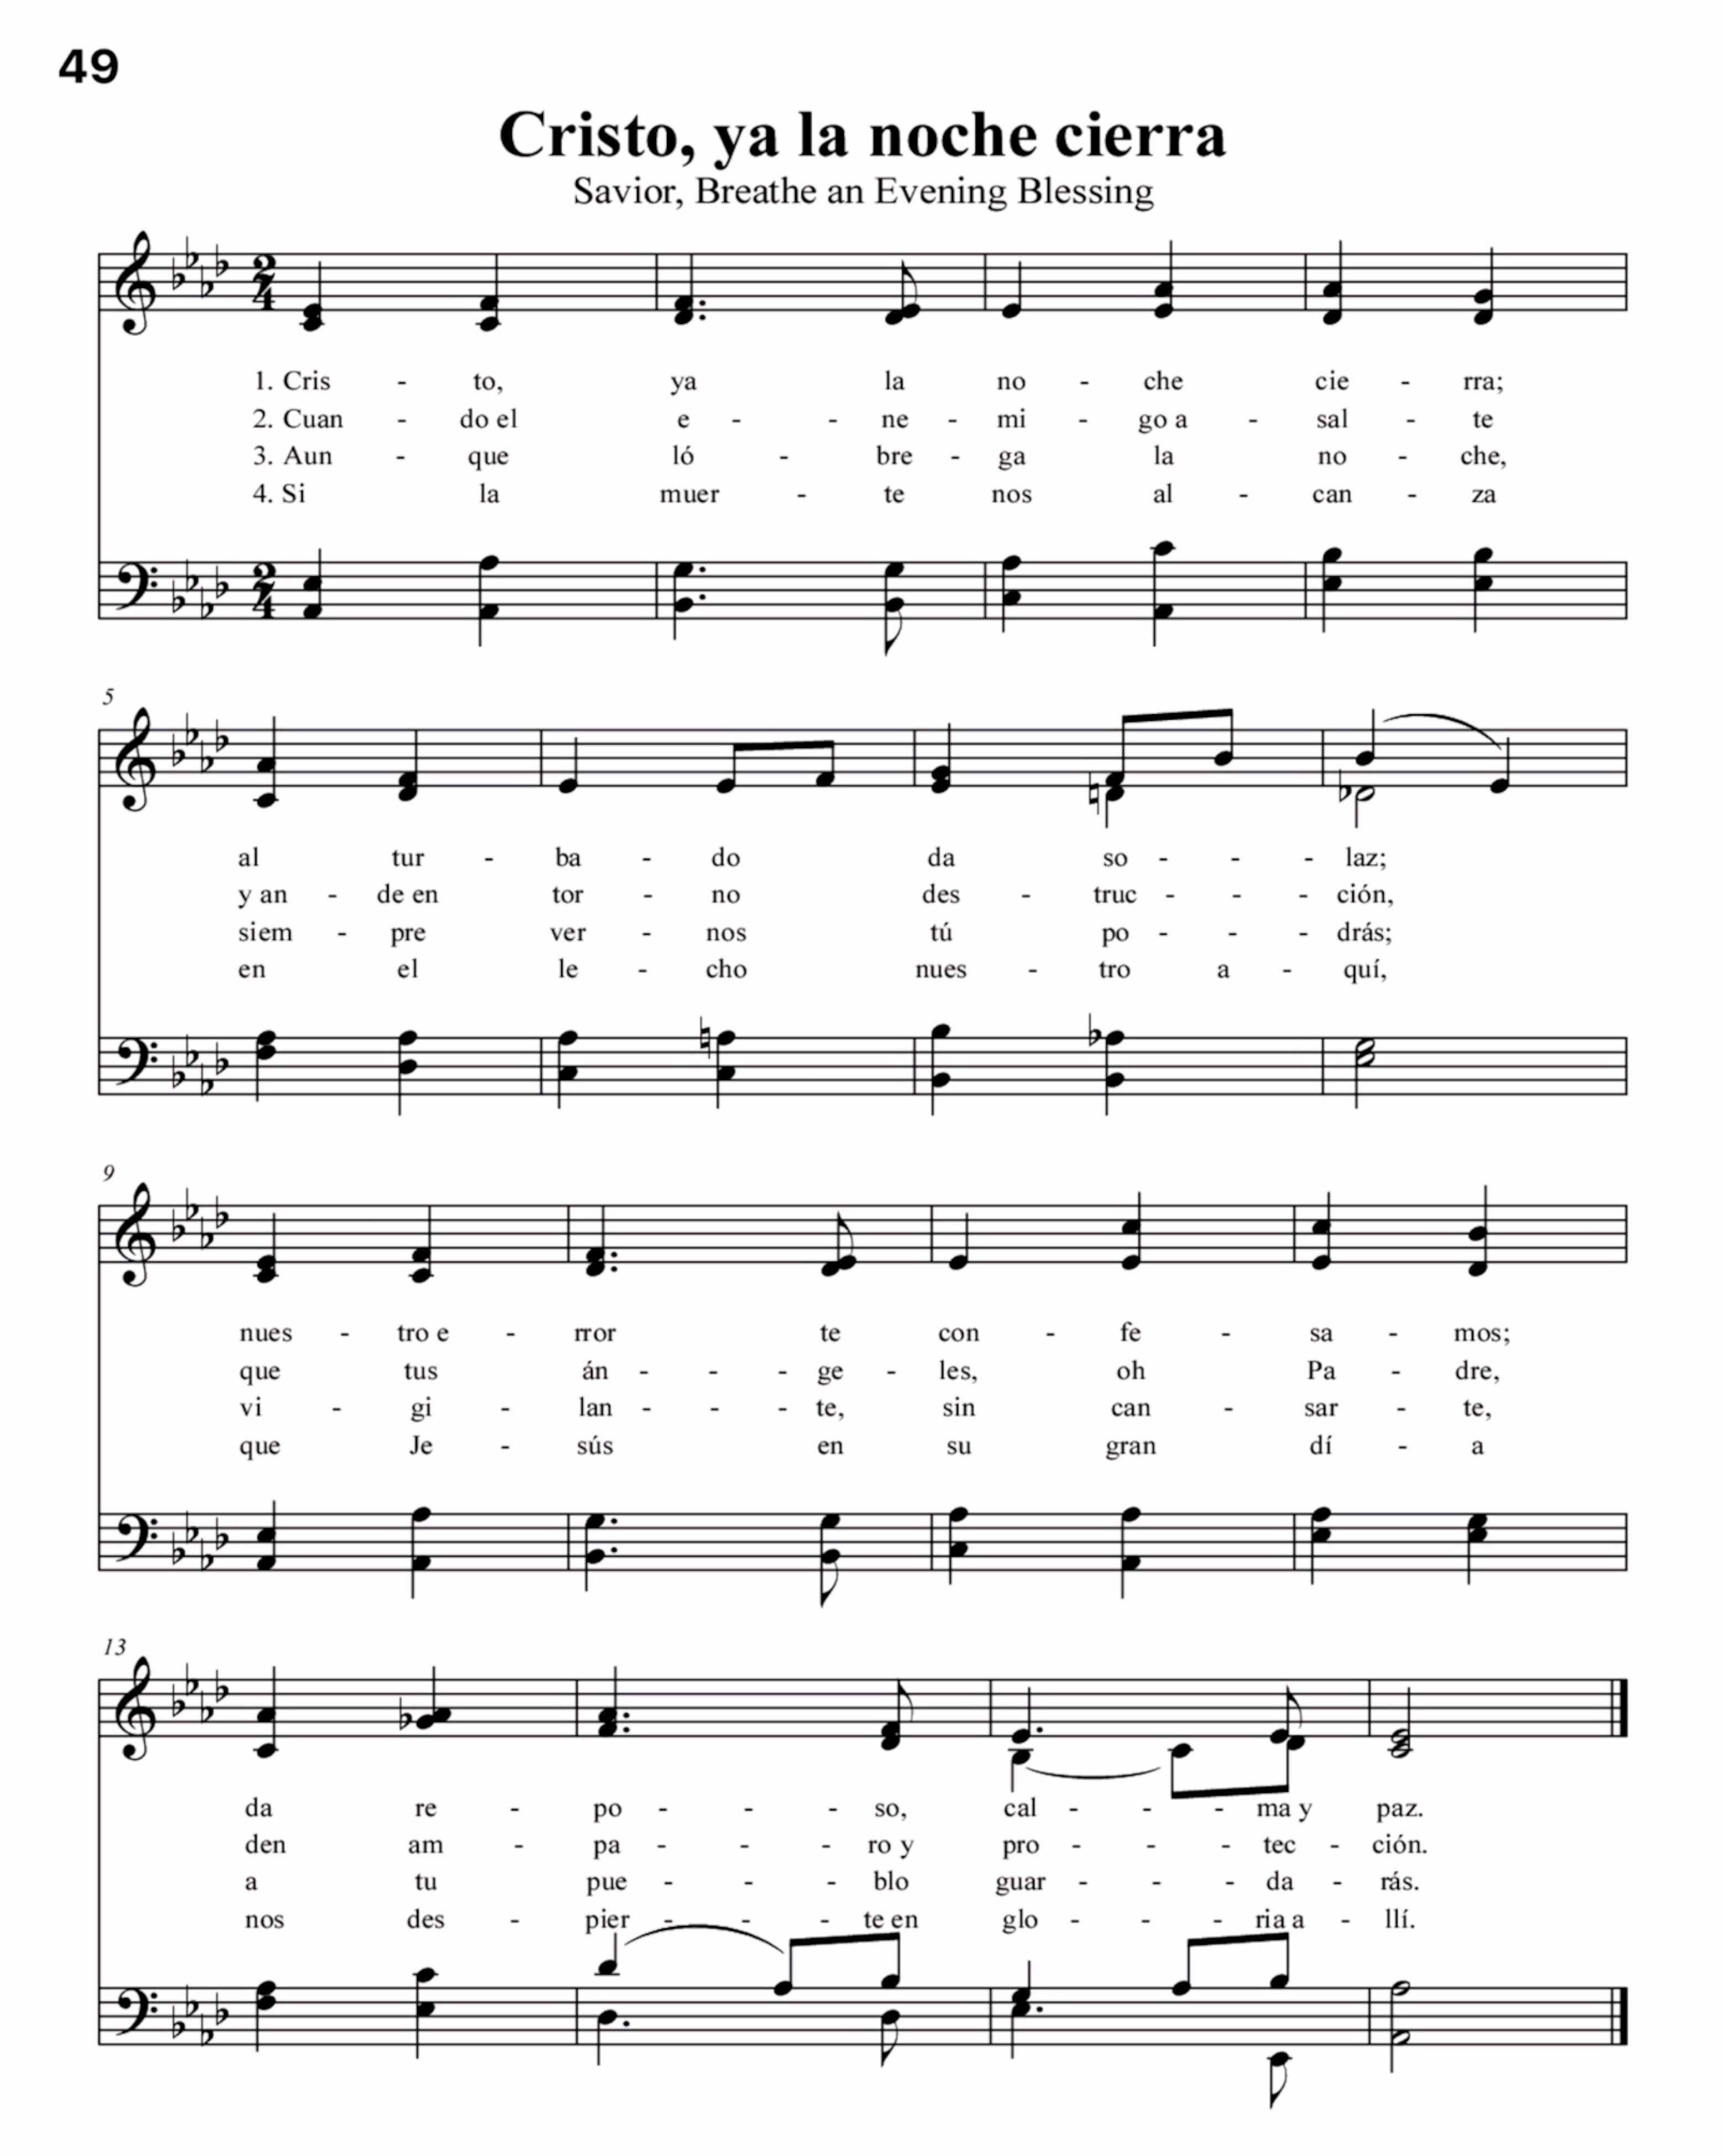 49
Cristo, ya la noche cierra
Savior, Breathe an Evening Blessing
1. Cris - to, ya la no - che cie - rra;
2. Cuan - do el e - - ne - mi - go a - sal - te
3. Aun - que ló - bre - ga la no - che,
4. Si la muer - te nos al - can - za
5
al tur - ba - do da so - - - laz;
y an - de en tor - no des - truc - - - ción,
siem - pre ver - nos tú po - - - drás;
en el le - cho nues - tro a - quí,
9
nues - tro e - rror te con - fe - sa - mos;
que tus án - - - ge - les, oh Pa - dre,
vi - gi - lan - - - te, sin can - sar - te,
que Je - sús en su gran dí - a
13
da re - po - - - so, cal - - - ma y paz.
den am - pa - - - ro y pro - - - tec - ción.
a tu pue - - - blo guar - - - da - rás.
nos des - pier - - - te en glo - - - ria a - llí.